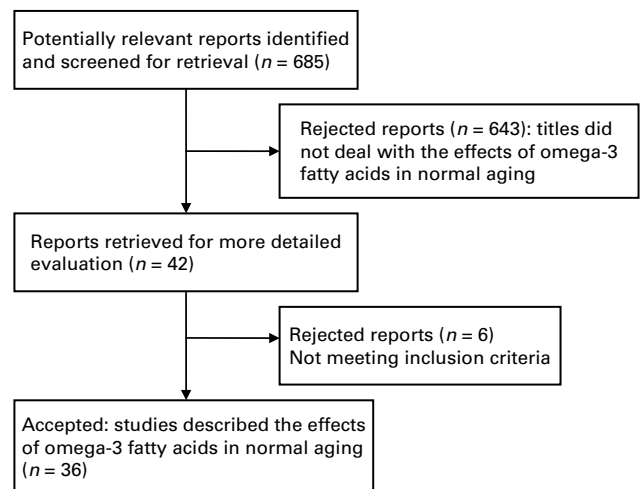 Potentially relevant reports identified
and screened for retrieval (n = 685)
Rejected reports (n = 643): titles did
not deal with the effects of omega-3
fatty acids in normal aging
Reports retrieved for more detailed
evaluation (n = 42)
Rejected reports (n = 6)
Not meeting inclusion criteria
Accepted: studies described the effects
of omega-3 fatty acids in normal aging
(n = 36)